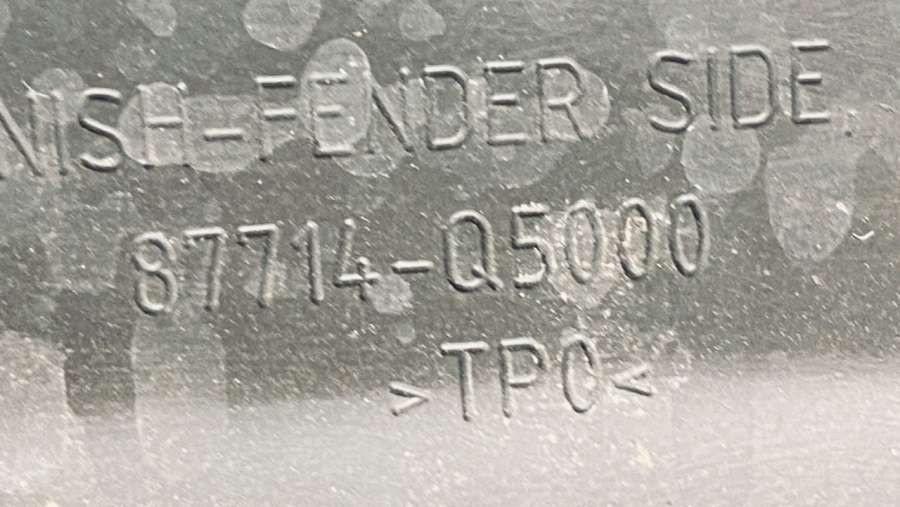 NISH-FENDER SIDE,
87714-Q5000
>TPO<